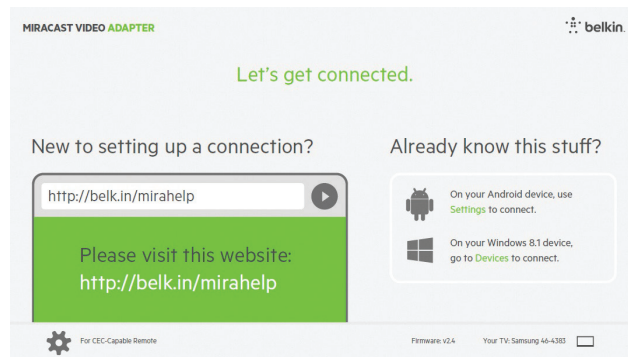 MIRACAST VIDEO ADAPTER
belkin.
Let's get connected.
New to setting up a connection?
http://belk.in/mirahelp
Please visit this website:
http://belk.in/mirahelp
Already know this stuff?
On your Android device, use
Settings to connect.
On your Windows 8.1 device,
go to Devices to connect.
For CEC-Capable Remote
Firmware: v2.4
Your TV: Samsung 46-4383